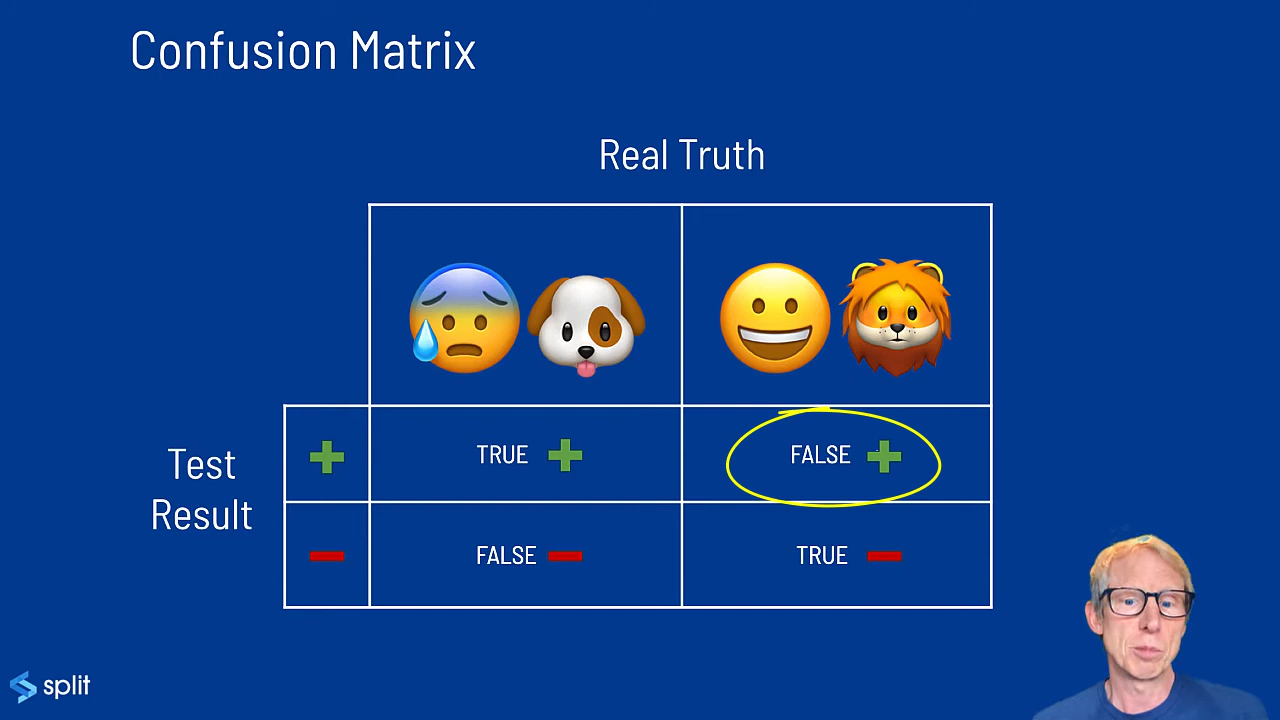 Confusion Matrix
Real Truth
Test
Result
TRUE
FALSE
FALSE
TRUE
split